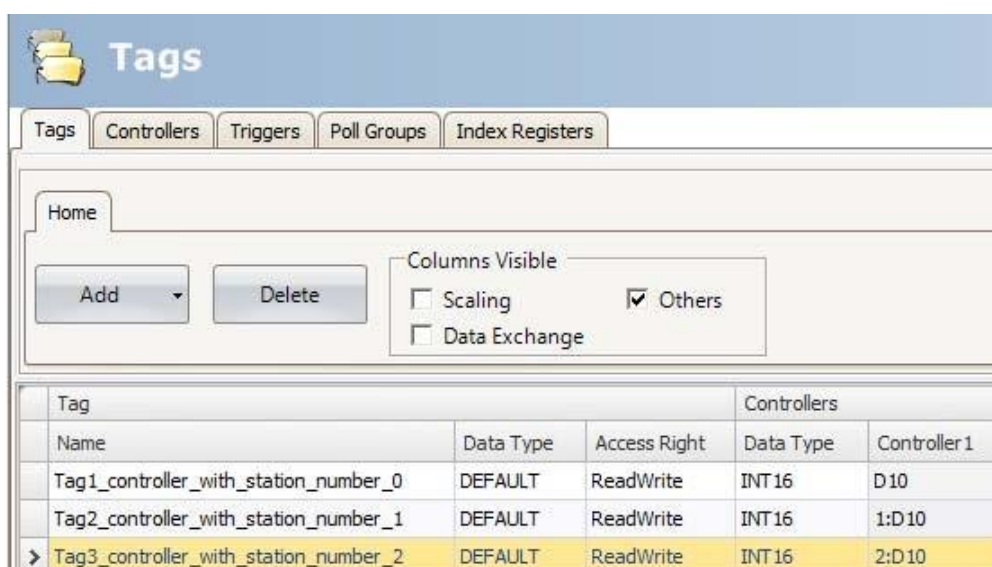 Tags
Tags Controllers Triggers Poll Groups Index Registers
Home
Columns Visible
Add Delete Scaling Others
Data Exchange
Tag Controllers
Name Data Type Access Right Data Type Controller1
Tag1_controller_with_station_number_0 DEFAULT ReadWrite INT16 D10
Tag2_controller_with_station_number_1 DEFAULT ReadWrite INT16 1:D10
Tag3_controller_with_station_number_2 DEFAULT ReadWrite INT16 2:D10